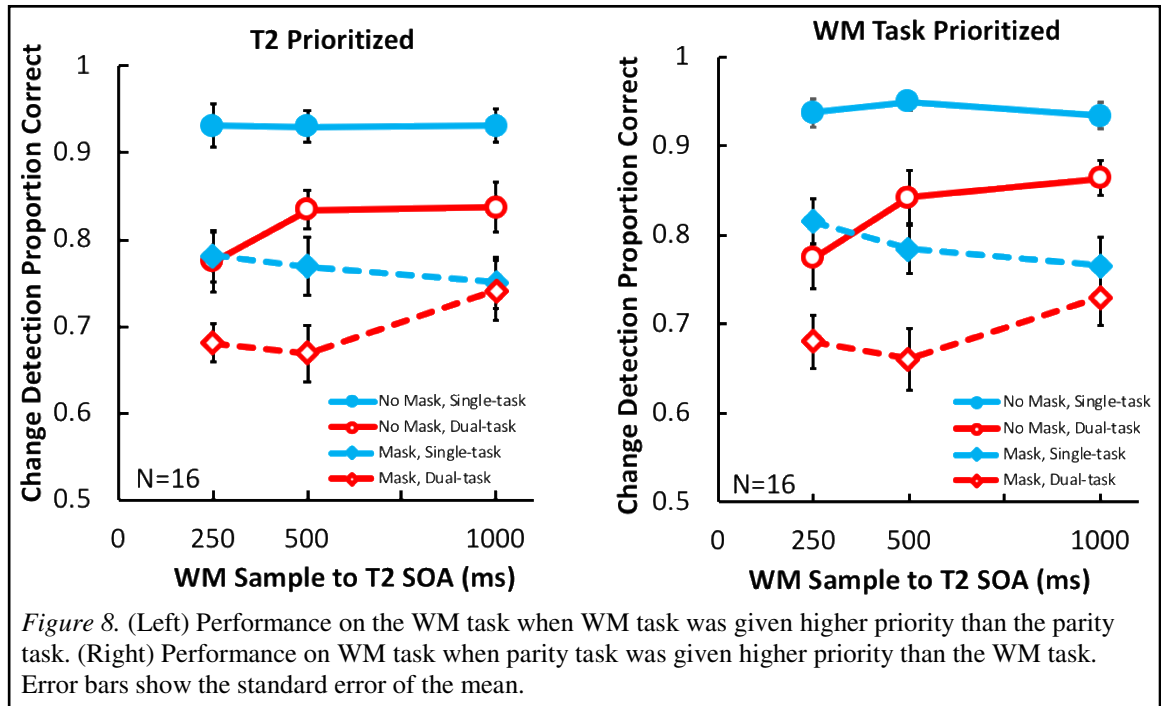 T2 Prioritized
Change Detection Proportion Correct
1
0.9
0.8
0.7
0.6
0.5
No Mask, Single-task
No Mask, Dual-task
Mask, Single-task
Mask, Dual-task
N=16
0 250 500 1000
WM Sample to T2 SOA (ms)
WM Task Prioritized
Change Detection Proportion Correct
1
0.9
0.8
0.7
0.6
0.5
No Mask, Single-task
No Mask, Dual-task
Mask, Single-task
Mask, Dual-task
N=16
0 250 500 1000
WM Sample to T2 SOA (ms)
Figure 8. (Left) Performance on the WM task when WM task was given higher priority than the parity
task. (Right) Performance on WM task when parity task was given higher priority than the WM task.
Error bars show the standard error of the mean.